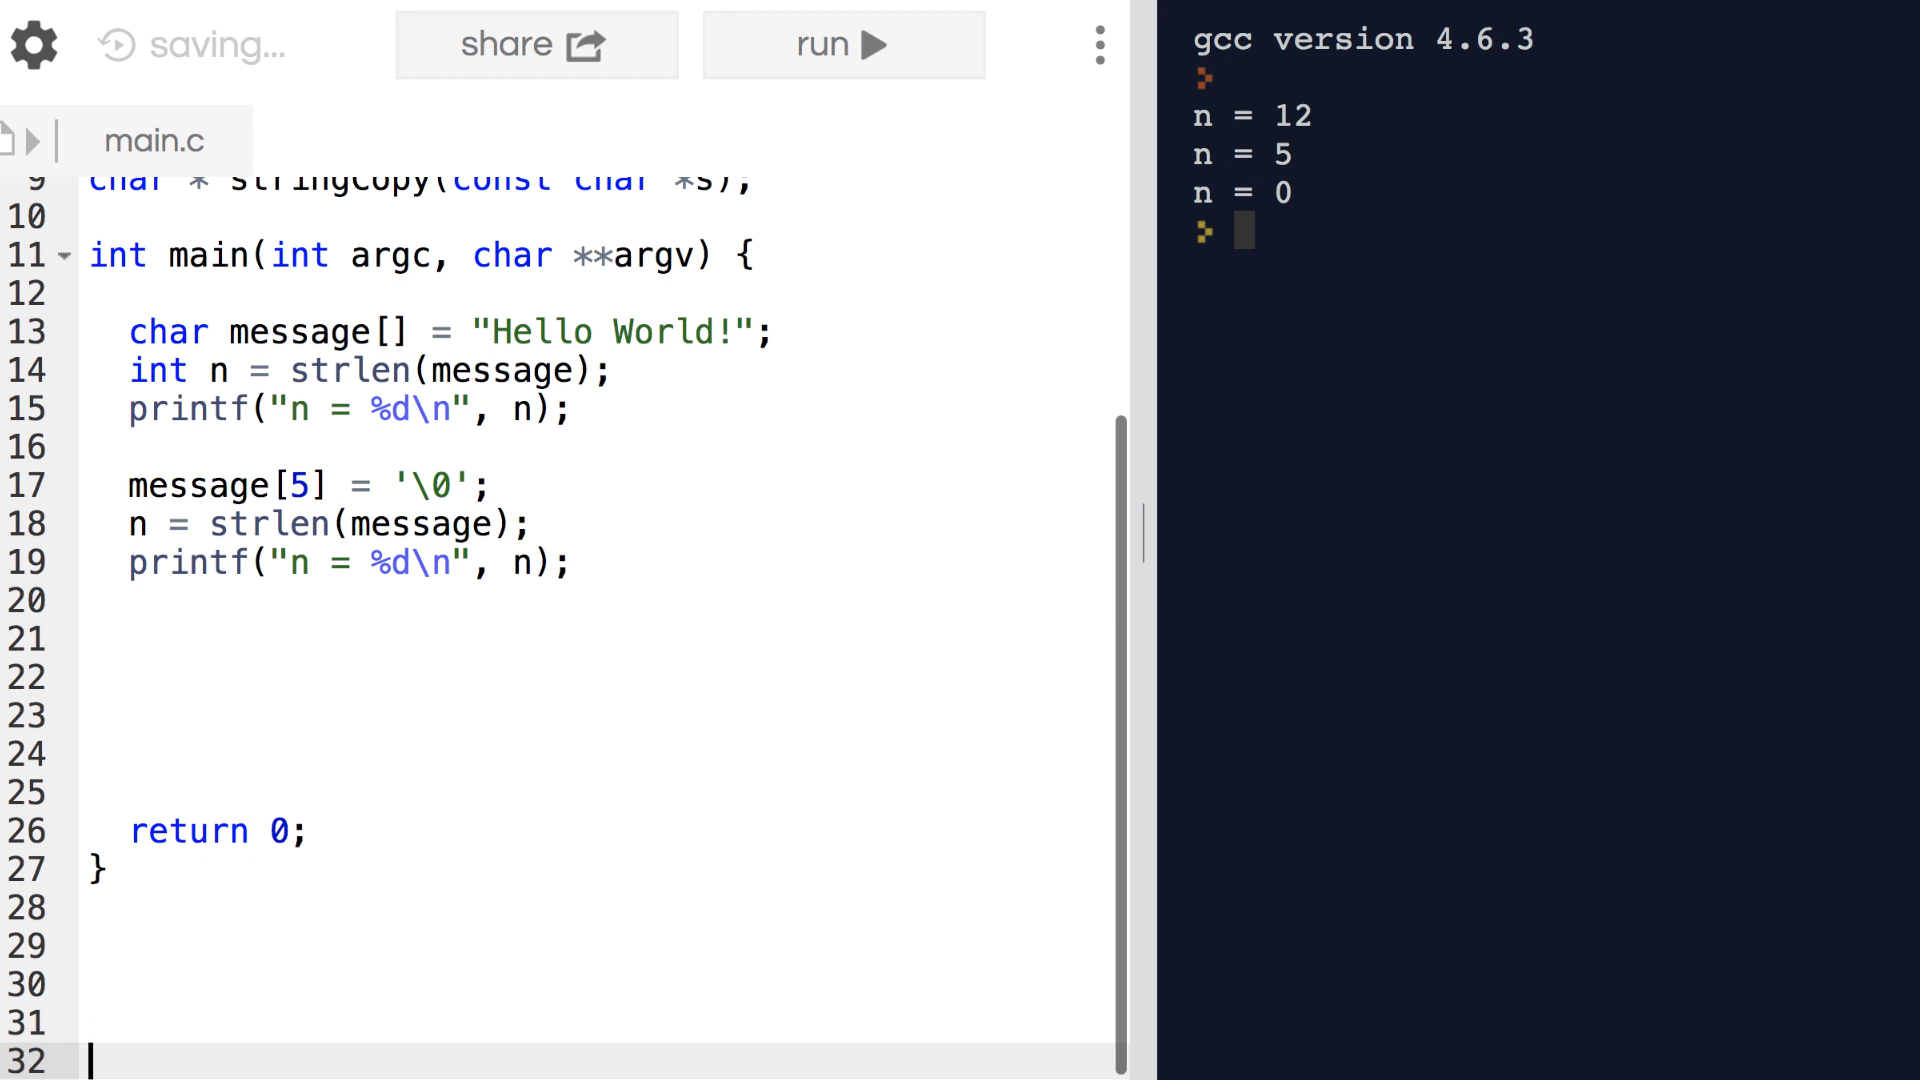 saving...
share
run
main.c
9 char * stringCopy(const char *s);
10
11 int main(int argc, char **argv) {
12
13 char message[] = "Hello World!";
14 int n = strlen(message);
15 printf("n = %d\n", n);
16
17 message[5] = '\0';
18 n = strlen(message);
19 printf("n = %d\n", n);
20
21
22
23
24
25
26 return 0;
27 }
28
29
30
31
32
gcc version 4.6.3
n = 12
n = 5
n = 0